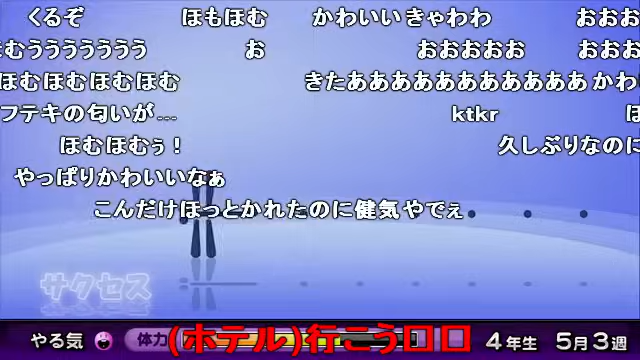 くるぞ ほもほむ かわいいきゃわわ おおお
むううううううう お おおおおお おおお
ほむほむほむほむ きたあああああああああああ かわ
フテキの匂いが… ktkr ほ
ほむほむぅ！ 久しぶりなのに
やっぱりかわいいなぁ
こんだけほっとかれたのに健気やでぇ
サクセス
やる気 体力 (ホテル)行こう口口 4年生 5月3週